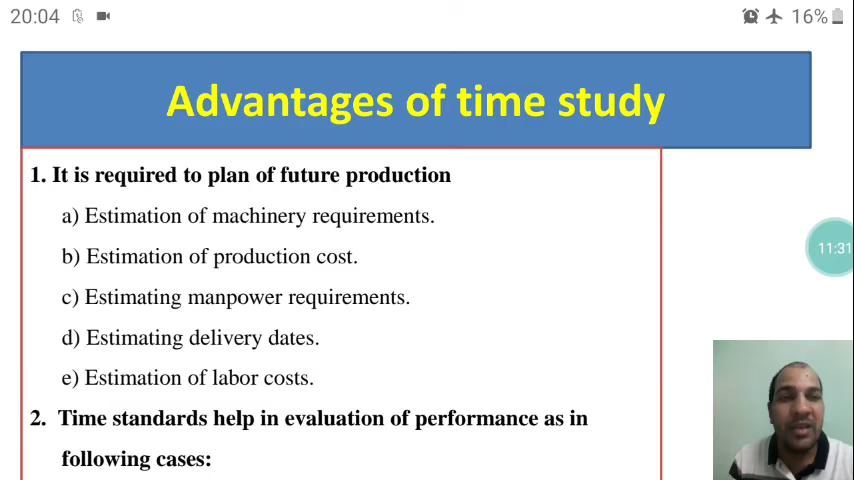 20:04
16%
Advantages of time study
1. It is required to plan of future production
a) Estimation of machinery requirements.
b) Estimation of production cost.
11:31
c) Estimating manpower requirements.
d) Estimating delivery dates.
e) Estimation of labor costs.
2. Time standards help in evaluation of performance as in
following cases: